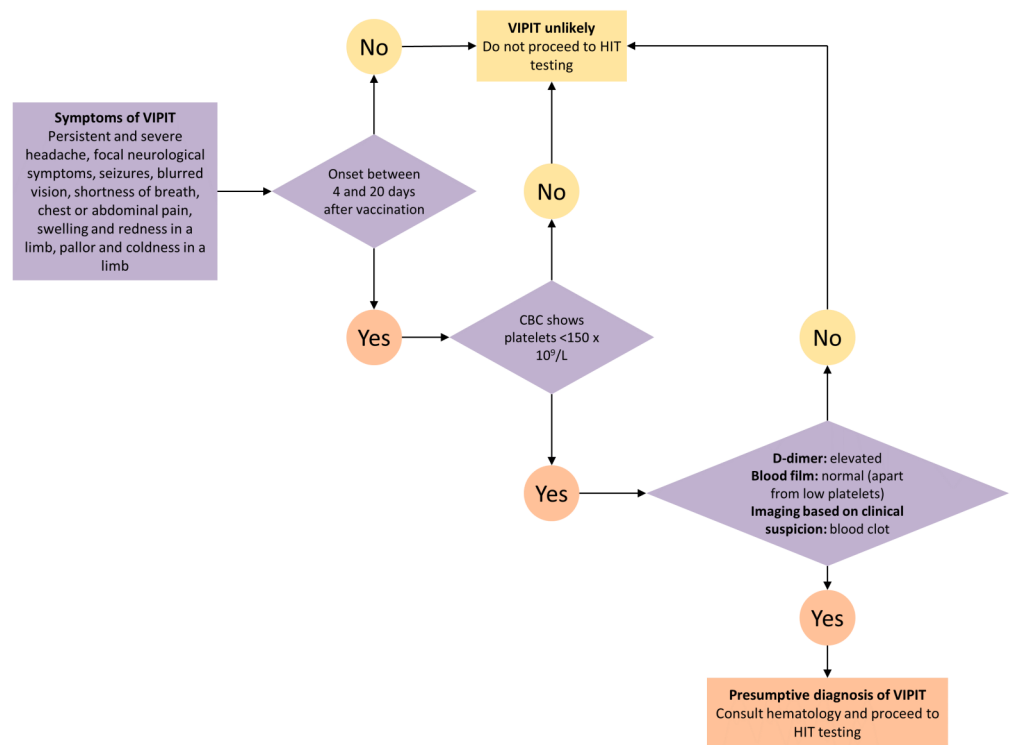 No
VIPIT unlikely
Do not proceed to HIT
testing
Symptoms of VIPIT
Persistent and severe
headache, focal neurological
symptoms, seizures, blurred
vision, shortness of breath,
chest or abdominal pain,
swelling and redness in a
limb, pallor and coldness in a
limb
Onset between
4 and 20 days
after vaccination
No
Yes
CBC shows
platelets <150 x
10⁹/L
No
Yes
D-dimer: elevated
Blood film: normal (apart
from low platelets)
Imaging based on clinical
suspicion: blood clot
Yes
Presumptive diagnosis of VIPIT
Consult hematology and proceed to
HIT testing